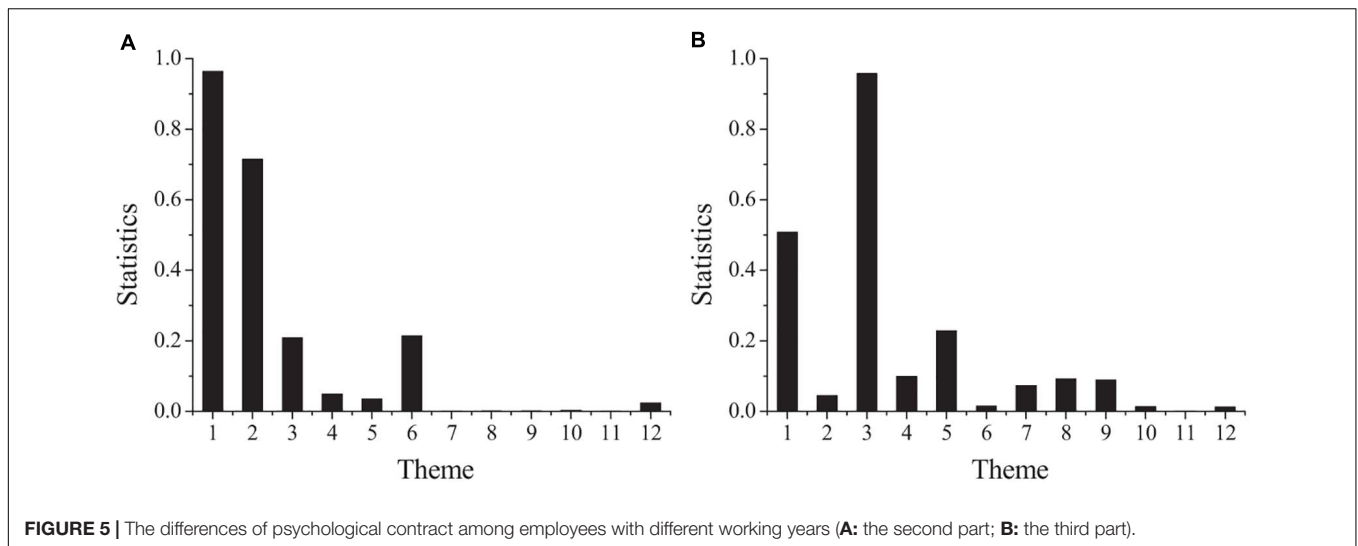 A
1.0
0.8
0.6
0.4
0.2
0.0
Statistics
1 2 3 4 5 6 7 8 9 10 11 12
Theme
B
1.0
0.8
0.6
0.4
0.2
0.0
Statistics
1 2 3 4 5 6 7 8 9 10 11 12
Theme
FIGURE 5 | The differences of psychological contract among employees with different working years (A: the second part; B: the third part).